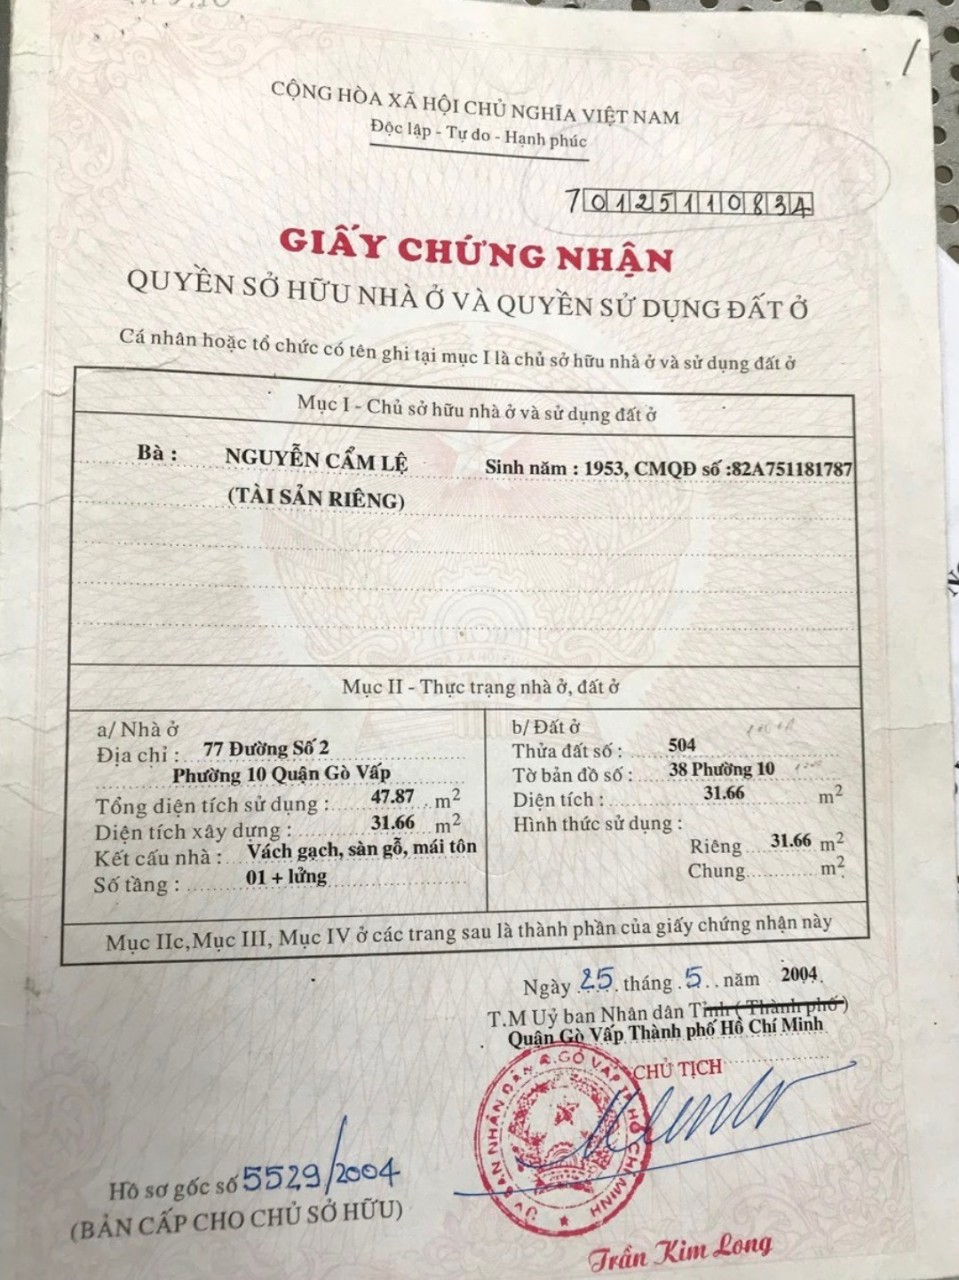 CỘNG HÒA XÃ HỘI CHỦ NGHĨA VIỆT NAM
Độc lập - Tự do - Hạnh phúc
70125110834
GIẤY CHỨNG NHẬN
QUYỀN SỞ HỮU NHÀ Ở VÀ QUYỀN SỬ DỤNG ĐẤT Ở
Cá nhân hoặc tổ chức có tên ghi tại mục I là chủ sở hữu nhà ở và sử dụng đất ở
Mục I - Chủ sở hữu nhà ở và sử dụng đất ở
Bà : NGUYỄN CẨM LỆ Sinh năm : 1953, CMQĐ số :82A751181787
(TÀI SẢN RIÊNG)
Mục II - Thực trạng nhà ở, đất ở
a/ Nhà ở
Địa chỉ : 77 Đường Số 2
Phường 10 Quận Gò Vấp
Tổng diện tích sử dụng : 47.87 m2
Diện tích xây dựng : 31.66 m2
Kết cấu nhà : Vách gạch, sàn gỗ, mái tôn
Số tầng : 01 + lửng
b/ Đất ở
Thửa đất số : 504
Tờ bản đồ số : 38 Phường 10
Diện tích : 31.66 m2
Hình thức sử dụng :
Riêng 31.66 m2
Chung m2
Mục IIc,Mục III, Mục IV ở các trang sau là thành phần của giấy chứng nhận này
Ngày 25 tháng 5 năm 2004
T.M Uỷ ban Nhân dân Tỉnh ( Thành phố )
Quận Gò Vấp Thành phố Hồ Chí Minh
CHỦ TỊCH
ỦY BAN NHÂN DÂN Q.GÒ VẤP T.P HỒ CHÍ MINH
Hồ sơ gốc số 5529/2004
(BẢN CẤP CHO CHỦ SỞ HỮU)
Trần Kim Long